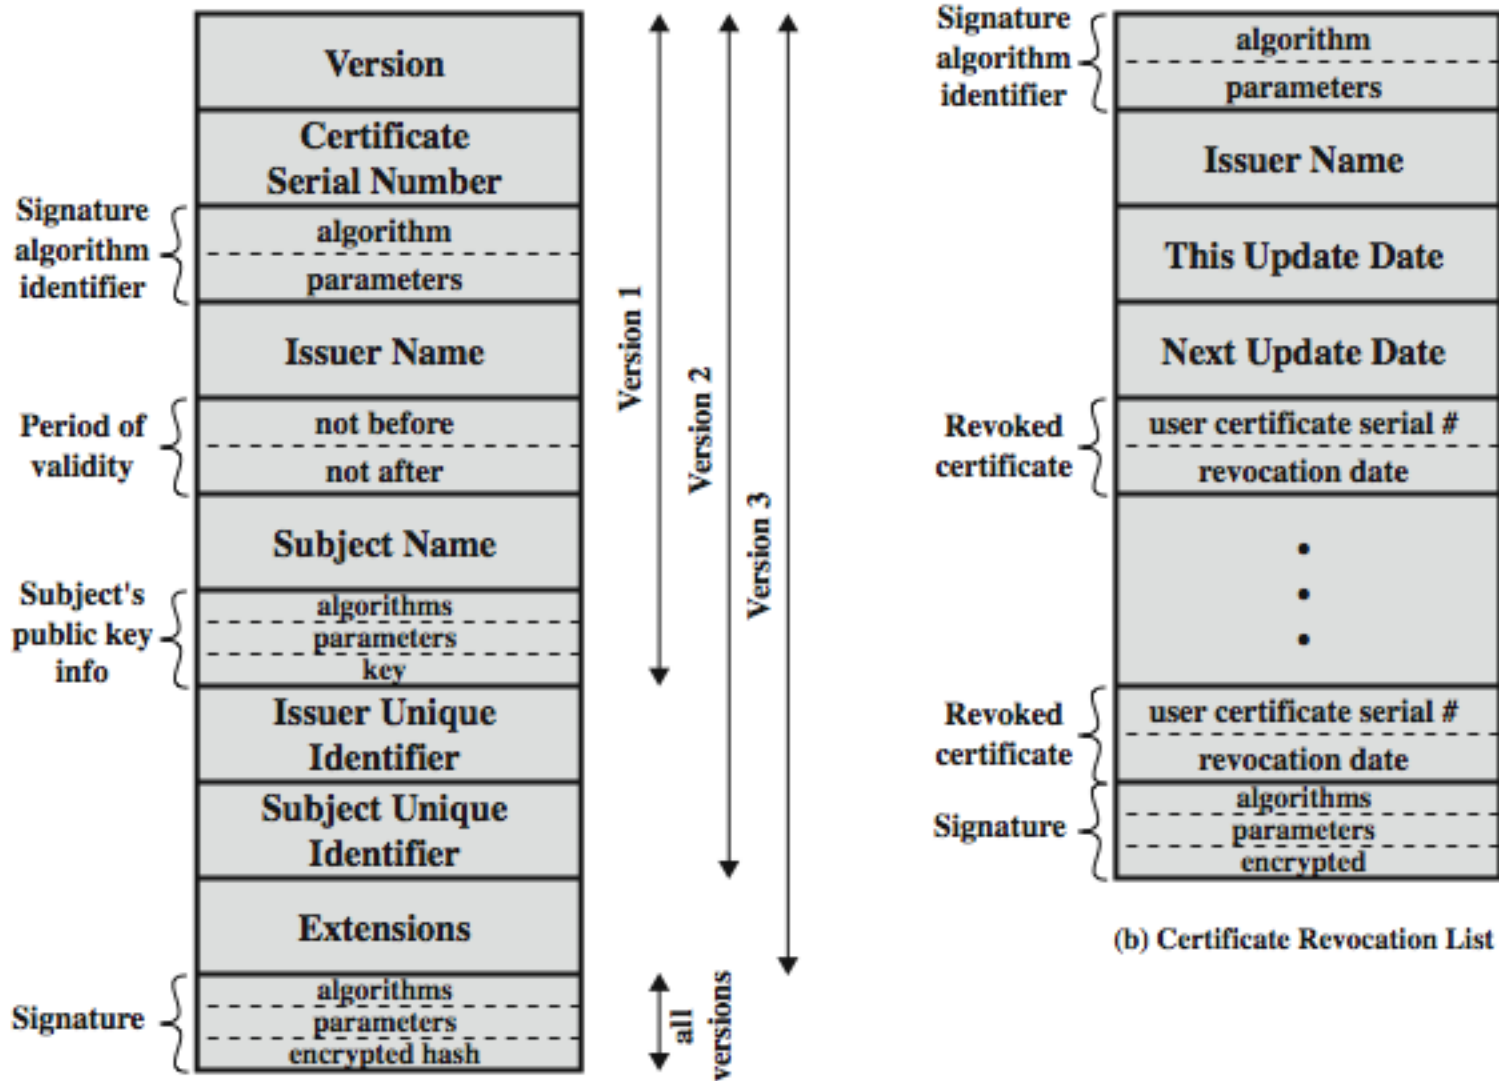 Version
Certificate
Serial Number
Signature
algorithm
identifier
algorithm
parameters
Issuer Name
Period of
validity
not before
not after
Subject Name
Subject's
public key
info
algorithms
parameters
key
Issuer Unique
Identifier
Subject Unique
Identifier
Extensions
Signature
algorithms
parameters
encrypted hash
Version 1
Version 2
Version 3
all
versions
Signature
algorithm
identifier
algorithm
parameters
Issuer Name
This Update Date
Next Update Date
Revoked
certificate
user certificate serial #
revocation date
•
•
•
Revoked
certificate
user certificate serial #
revocation date
Signature
algorithms
parameters
encrypted
(b) Certificate Revocation List